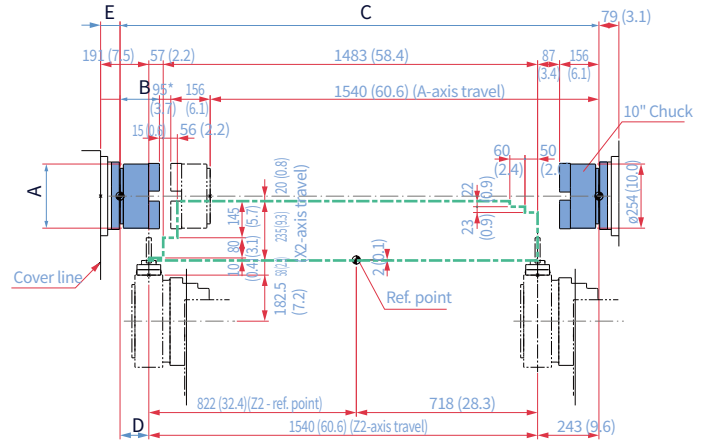 E
C
79 (3.1)
191 (7.5)
57 (2.2)
1483 (58.4)
87
(3.4)
156
(6.1)
B
95*
(3.7)
156
(6.1)
1540 (60.6) (A-axis travel)
10" Chuck
15 (0.6)
56 (2.2)
60
(2.4)
50
A
20 (0.8)
22
(0.9)
23
(0.9)
ø254 (10.0)
145
(5.7)
235(9.3)
(X2-axis travel)
80
(3.1)
10
(0.4)
182.5
(7.2)
2 (0.1)
Cover line
Ref. point
822 (32.4)(Z2 - ref. point)
718 (28.3)
D
1540 (60.6) (Z2-axis travel)
243 (9.6)